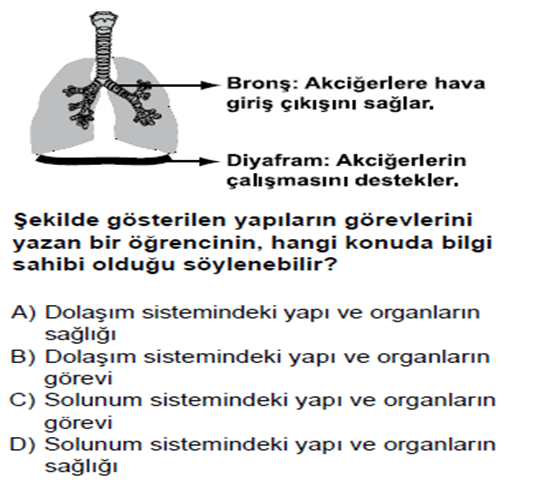 Bronş: Akciğerlere hava
giriş çıkışını sağlar.
Diyafram: Akciğerlerin
çalışmasını destekler.
Şekilde gösterilen yapıların görevlerini
yazan bir öğrencinin, hangi konuda bilgi
sahibi olduğu söylenebilir?
A) Dolaşım sistemindeki yapı ve organların
sağlığı
B) Dolaşım sistemindeki yapı ve organların
görevi
C) Solunum sistemindeki yapı ve organların
görevi
D) Solunum sistemindeki yapı ve organların
sağlığı